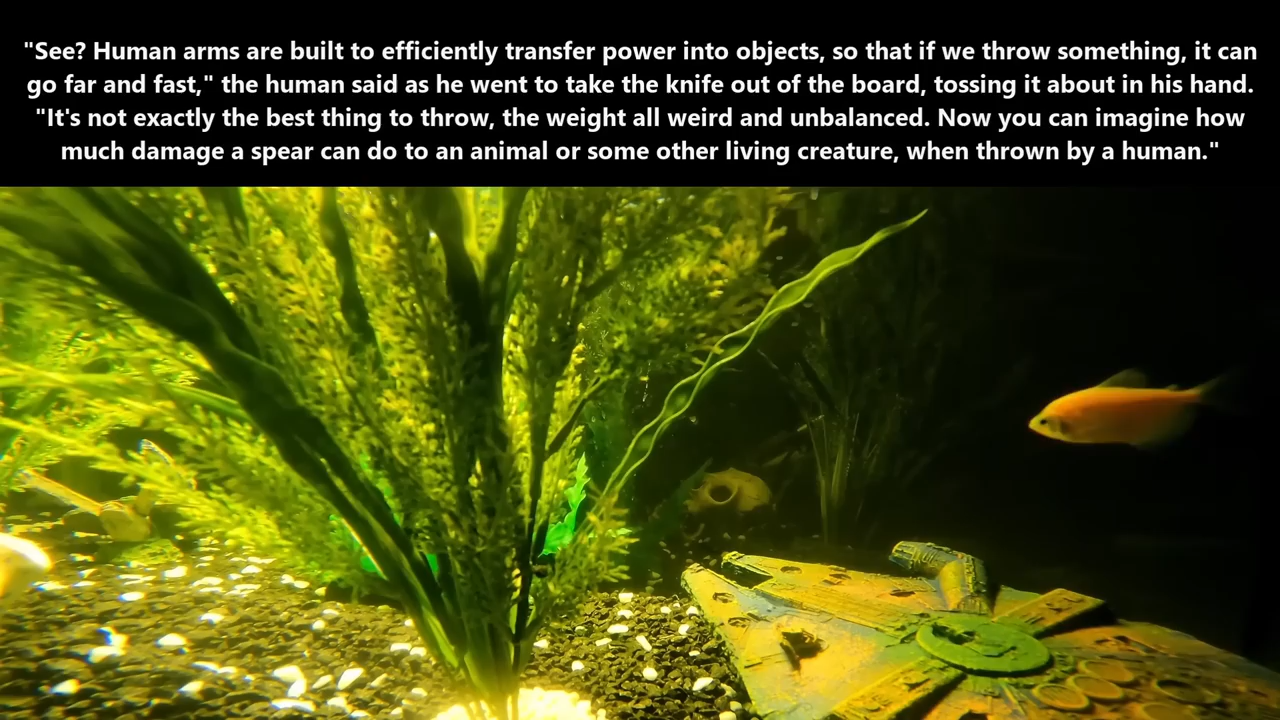 "See? Human arms are built to efficiently transfer power into objects, so that if we throw something, it can
go far and fast," the human said as he went to take the knife out of the board, tossing it about in his hand.
"It's not exactly the best thing to throw, the weight all weird and unbalanced. Now you can imagine how
much damage a spear can do to an animal or some other living creature, when thrown by a human."